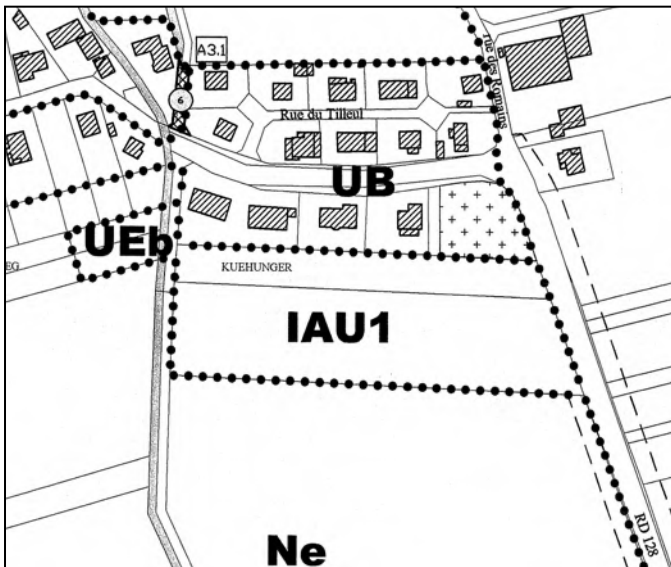 A3.1
rue des Romains
6
Rue du Tilleul
UB
UEb
EG
KUEHUNGER
IAU1
RD 128
Ne